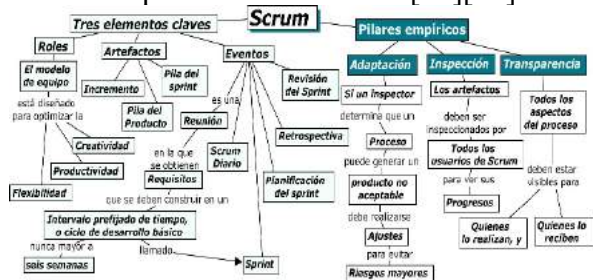 Scrum
Tres elementos claves
Pilares empíricos
Roles
Artefactos
Eventos
Adaptación
Inspección
Transparencia
El modelo
de equipo
está diseñado
para optimizar la
Creatividad
Productividad
Flexibilidad
Incremento
Pila del
sprint
Pila del
Producto
es una
Reunión
en la que
se obtienen
Requisitos
que se deben construir en un
Intervalo prefijado de tiempo,
o ciclo de desarrollo básico
nunca mayor a
seis semanas
llamado
Sprint
Scrum
Diario
Revisión
del Sprint
Retrospectiva
Planificación
del sprint
Si un inspector
determina que un
Proceso
puede generar un
producto no
aceptable
debe realizarse
Ajustes
para evitar
Riesgos mayores
Los artefactos
deben ser
inspeccionados por
Todos los
usuarios de Scrum
para ver sus
Progresos
Todos los
aspectos
del proceso
deben estar
visibles para
Quienes
lo realizan, y
Quienes lo
reciben